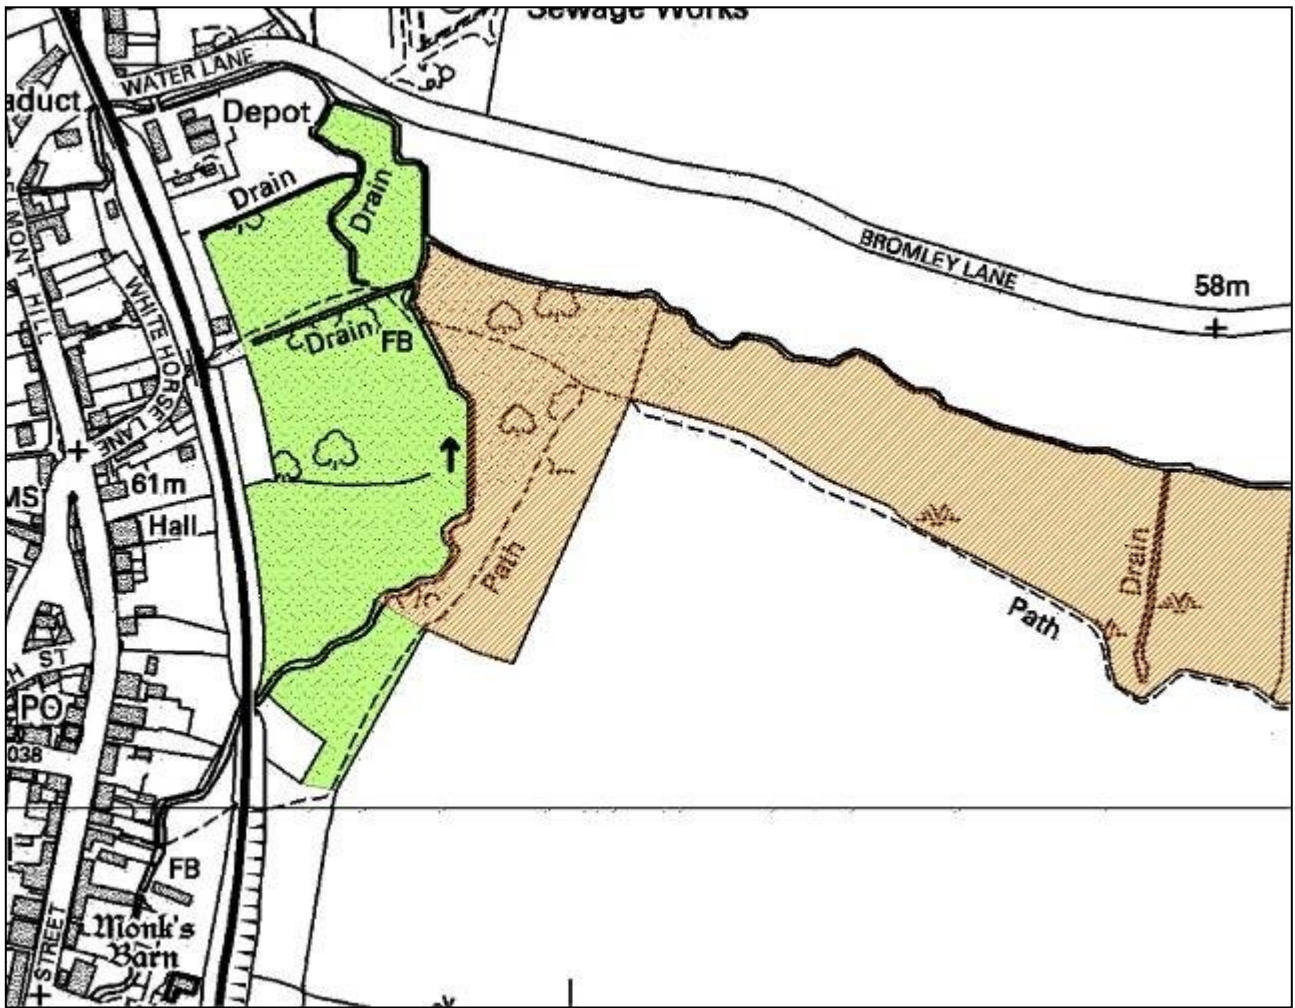 Sewage Works
WATER LANE
aduct
Depot
Drain
Drain
MONT HILL
WHITE HORSE LANE
BROMLEY LANE
58m
Drain
FB
61m
MS
Hall
Path
Drain
Path
H ST
PO
038
FB
Monk's
Barn
STREET